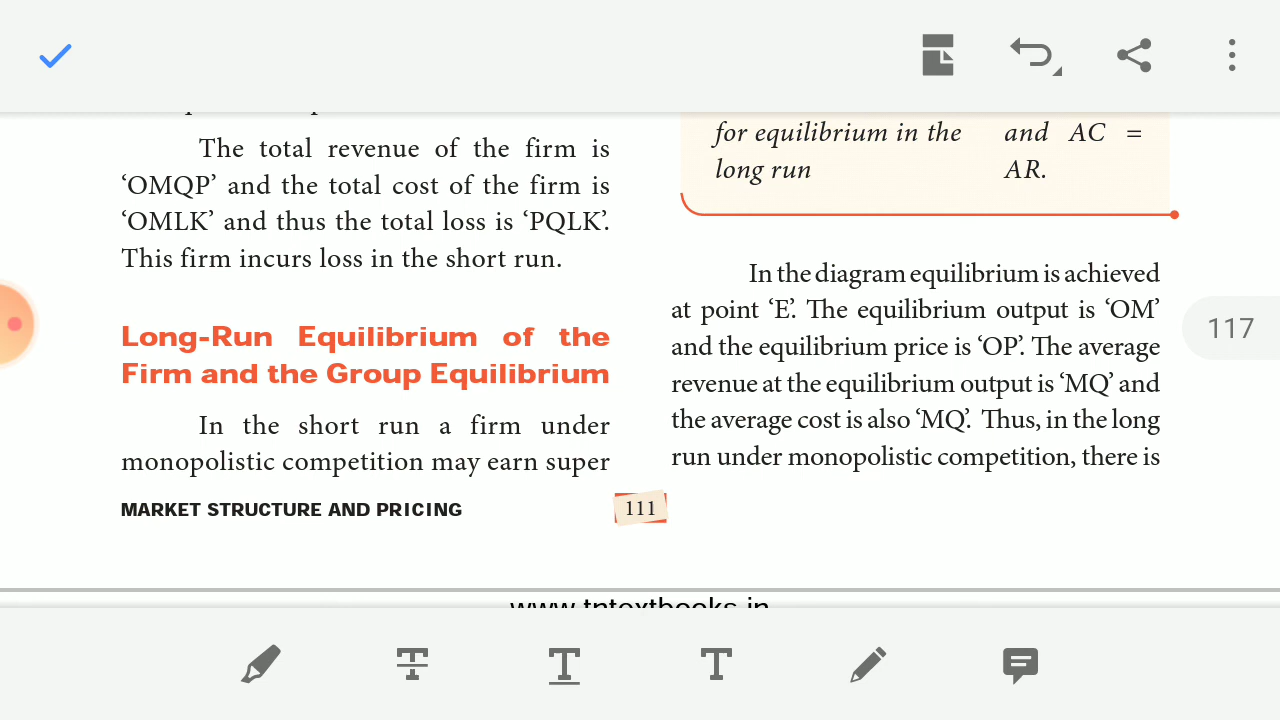 The total revenue of the firm is
‘OMQP’ and the total cost of the firm is
‘OMLK’ and thus the total loss is ‘PQLK’.
This firm incurs loss in the short run.
Long-Run Equilibrium of the
Firm and the Group Equilibrium
In the short run a firm under
monopolistic competition may earn super
for equilibrium in the
long run
and AC =
AR.
In the diagram equilibrium is achieved
at point ‘E’. The equilibrium output is ‘OM’
and the equilibrium price is ‘OP’. The average
revenue at the equilibrium output is ‘MQ’ and
the average cost is also ‘MQ’. Thus, in the long
run under monopolistic competition, there is
117
MARKET STRUCTURE AND PRICING
111
www.tntextbooks.in